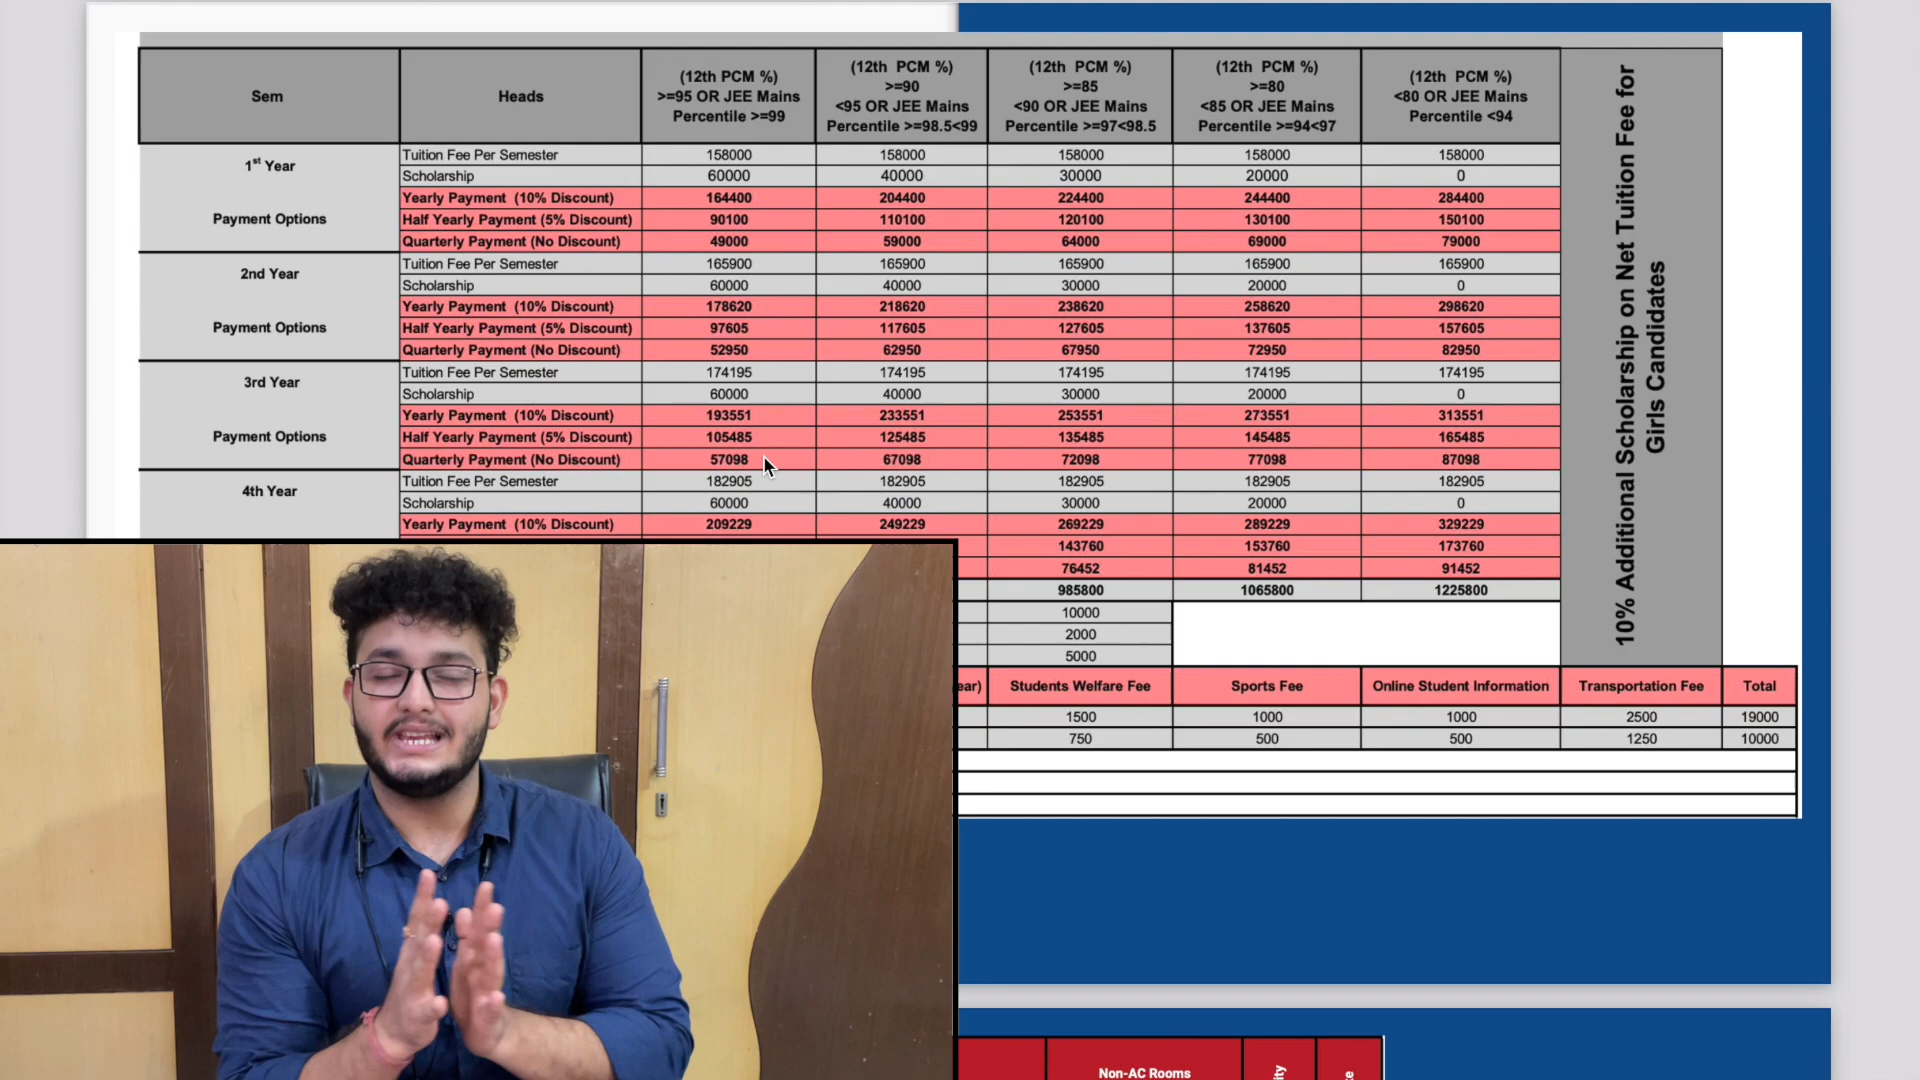 Sem Heads (12th PCM %) >=95 OR JEE Mains Percentile >=99 (12th PCM %) >=90 <95 OR JEE Mains Percentile >=98.5<99 (12th PCM %) >=85 <90 OR JEE Mains Percentile >=97<98.5 (12th PCM %) >=80 <85 OR JEE Mains Percentile >=94<97 (12th PCM %) <80 OR JEE Mains Percentile <94
10% Additional Scholarship on Net Tuition Fee for
Girls Candidates
1st Year
Tuition Fee Per Semester 158000 158000 158000 158000 158000
Scholarship 60000 40000 30000 20000 0
Payment Options
Yearly Payment (10% Discount) 164400 204400 224400 244400 284400
Half Yearly Payment (5% Discount) 90100 110100 120100 130100 150100
Quarterly Payment (No Discount) 49000 59000 64000 69000 79000
2nd Year
Tuition Fee Per Semester 165900 165900 165900 165900 165900
Scholarship 60000 40000 30000 20000 0
Payment Options
Yearly Payment (10% Discount) 178620 218620 238620 258620 298620
Half Yearly Payment (5% Discount) 97605 117605 127605 137605 157605
Quarterly Payment (No Discount) 52950 62950 67950 72950 82950
3rd Year
Tuition Fee Per Semester 174195 174195 174195 174195 174195
Scholarship 60000 40000 30000 20000 0
Payment Options
Yearly Payment (10% Discount) 193551 233551 253551 273551 313551
Half Yearly Payment (5% Discount) 105485 125485 135485 145485 165485
Quarterly Payment (No Discount) 57098 67098 72098 77098 87098
4th Year
Tuition Fee Per Semester 182905 182905 182905 182905 182905
Scholarship 60000 40000 30000 20000 0
Yearly Payment (10% Discount) 209229 249229 269229 289229 329229
143760 153760 173760
76452 81452 91452
985800 1065800 1225800
10000
2000
5000
ear) Students Welfare Fee Sports Fee Online Student Information Transportation Fee Total
1500 1000 1000 2500 19000
750 500 500 1250 10000
Non-AC Rooms